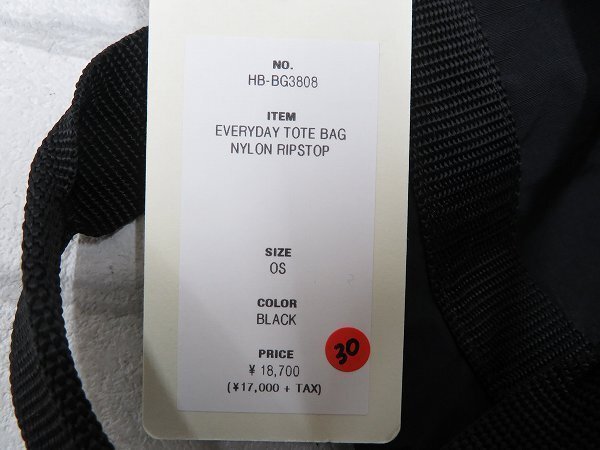 NO.
HB-BG3808
ITEM
EVERYDAY TOTE BAG
NYLON RIPSTOP
SIZE
OS
COLOR
BLACK
PRICE
¥ 18,700
(¥17,000 + TAX)
30